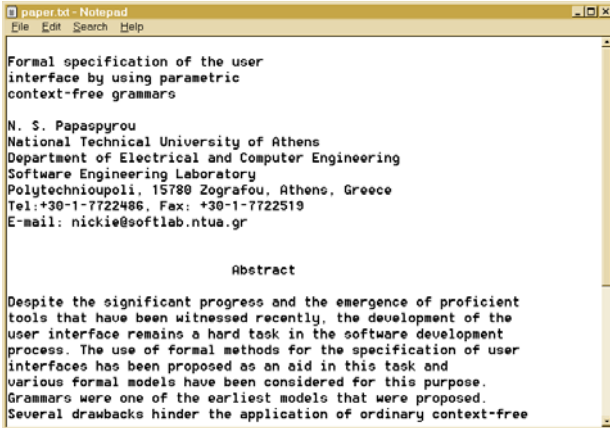 paper.txt - Notepad
File Edit Search Help
Formal specification of the user
interface by using parametric
context-free grammars
N. S. Papaspyrou
National Technical University of Athens
Department of Electrical and Computer Engineering
Software Engineering Laboratory
Polytechnioupoli, 15780 Zografou, Athens, Greece
Tel:+30-1-7722486, Fax: +30-1-7722519
E-mail: nickie@softlab.ntua.gr
Abstract
Despite the significant progress and the emergence of proficient
tools that have been witnessed recently, the development of the
user interface remains a hard task in the software development
process. The use of formal methods for the specification of user
interfaces has been proposed as an aid in this task and
various formal models have been considered for this purpose.
Grammars were one of the earliest models that were proposed.
Several drawbacks hinder the application of ordinary context-free